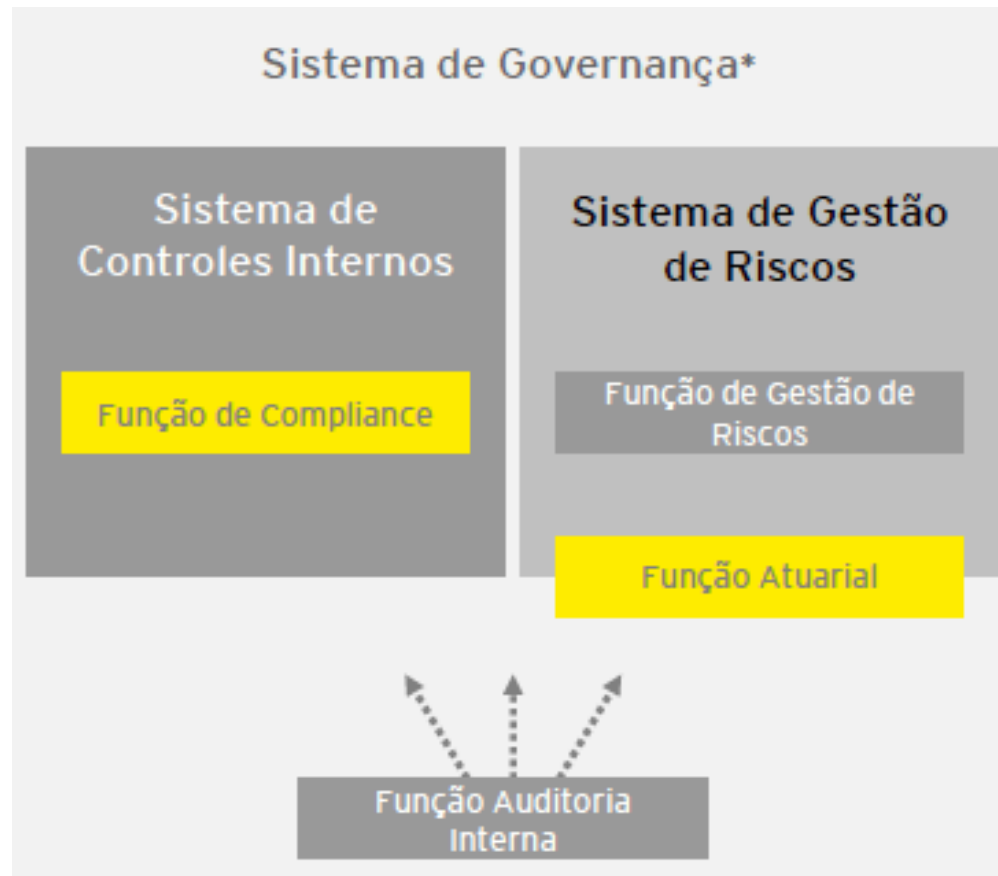 Sistema de Governança*
Sistema de
Controles Internos
Função de Compliance
Sistema de Gestão
de Riscos
Função de Gestão de
Riscos
Função Atuarial
Função Auditoria
Interna